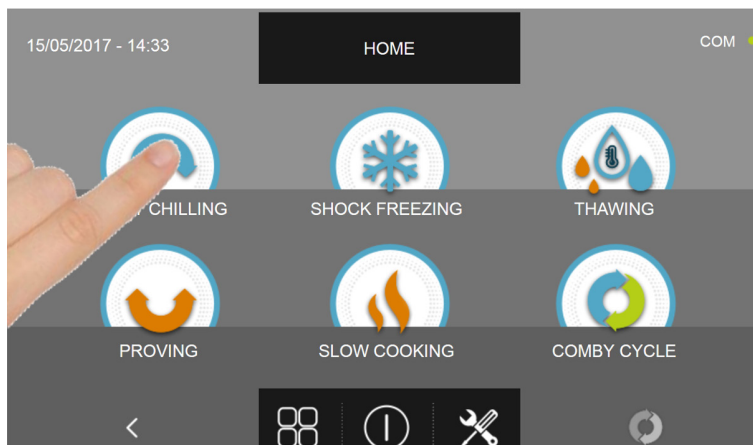 15/05/2017 - 14:33
HOME
COM
CHILLING
SHOCK FREEZING
THAWING
PROVING
SLOW COOKING
COMBY CYCLE